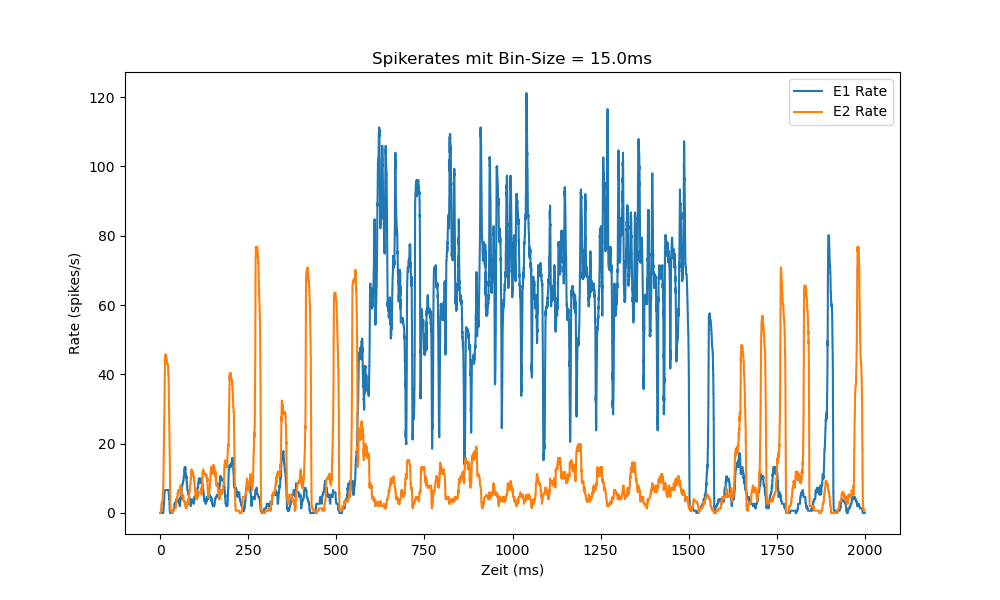 Spikerates mit Bin-Size = 15.0ms
E1 Rate
E2 Rate
Rate (spikes/s)
120
100
80
60
40
20
0
0 250 500 750 1000 1250 1500 1750 2000
Zeit (ms)